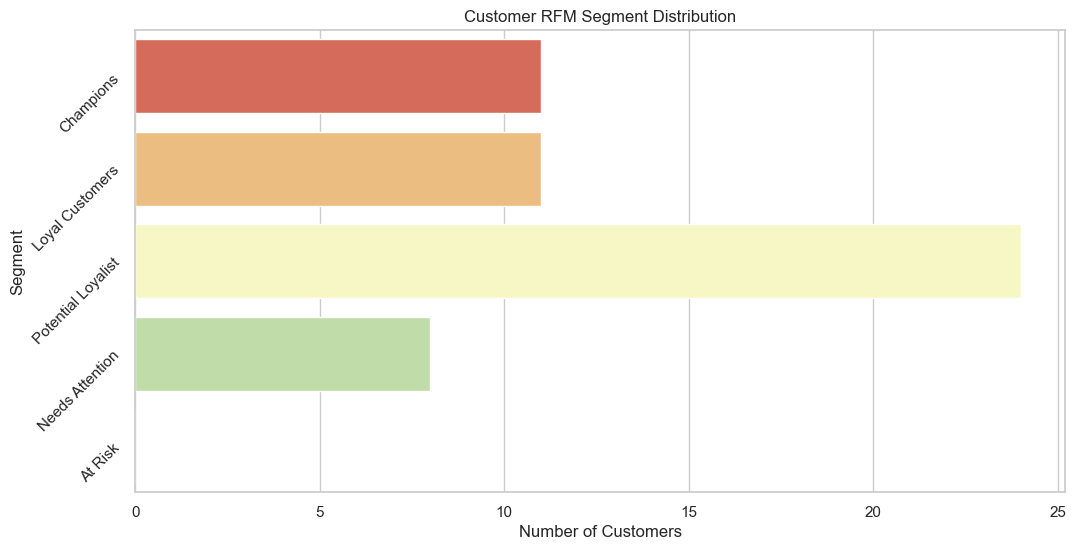 Customer RFM Segment Distribution
Segment
Champions
Loyal Customers
Potential Loyalist
Needs Attention
At Risk
0 5 10 15 20 25
Number of Customers